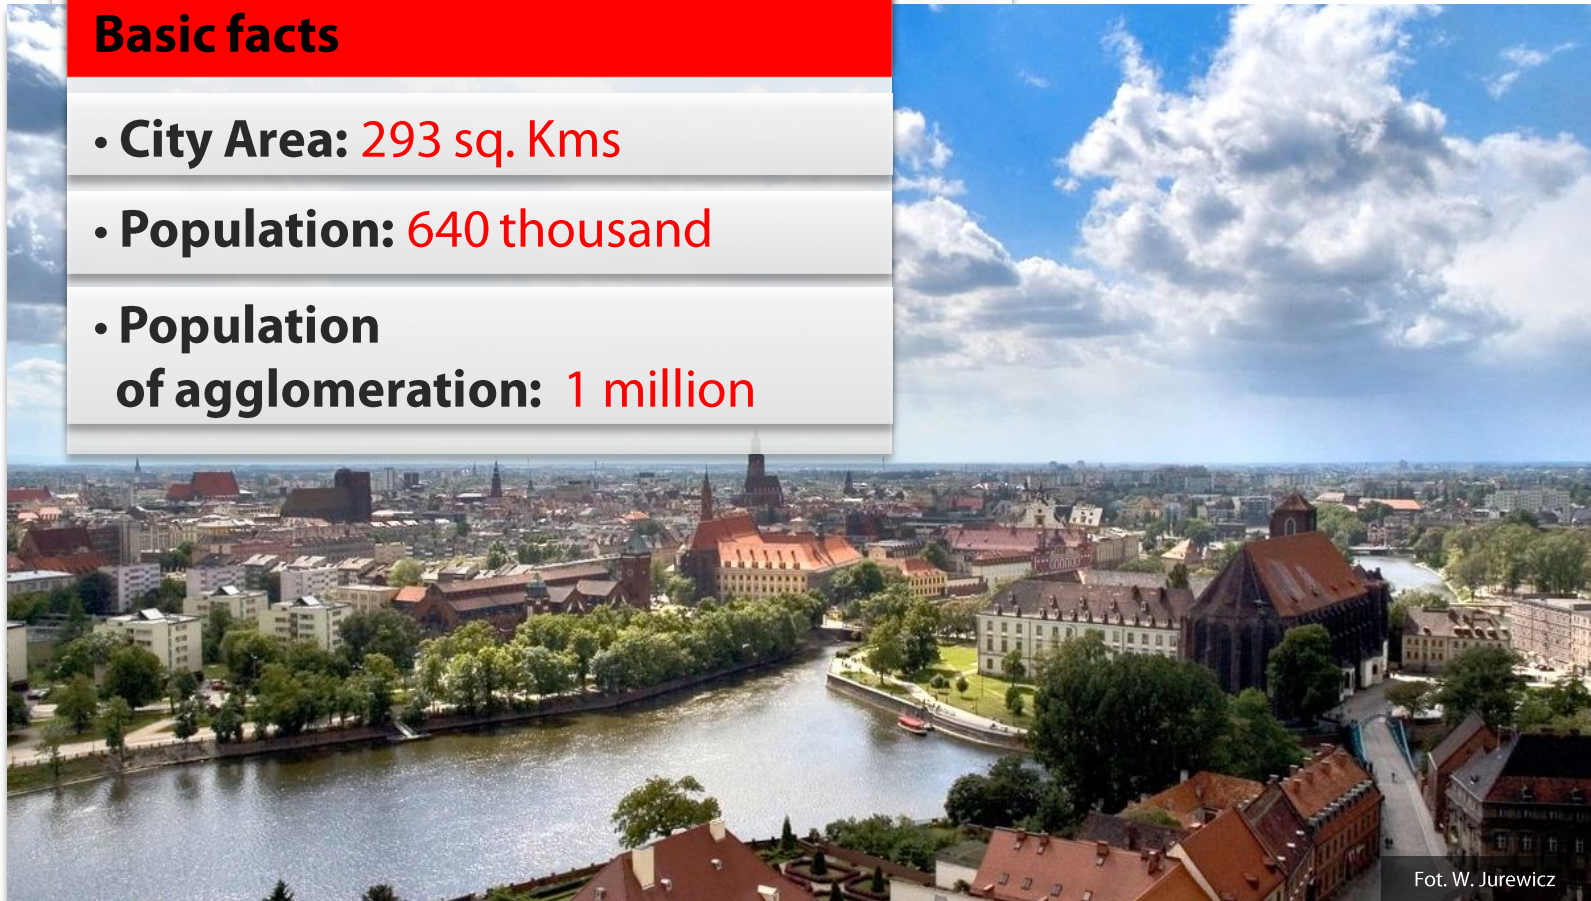 Basic facts
• City Area: 293 sq. Kms
• Population: 640 thousand
• Population
of agglomeration: 1 million
Fot. W. Jurewicz